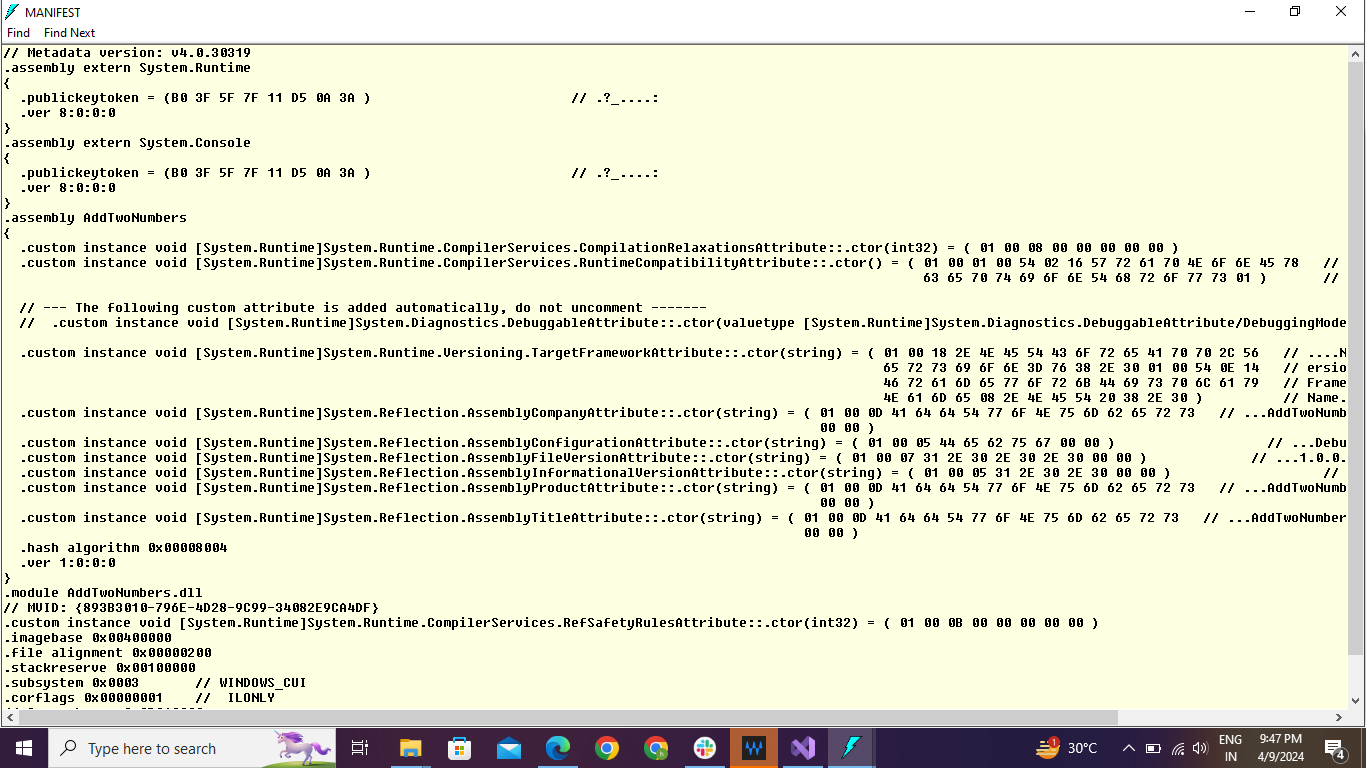 MANIFEST
Find Find Next
// Metadata version: v4.0.30319
.assembly extern System.Runtime
{
  .publickeytoken = (B0 3F 5F 7F 11 D5 0A 3A ) // .?_....:
  .ver 8:0:0:0
}
.assembly extern System.Console
{
  .publickeytoken = (B0 3F 5F 7F 11 D5 0A 3A ) // .?_....:
  .ver 8:0:0:0
}
.assembly AddTwoNumbers
{
  .custom instance void [System.Runtime]System.Runtime.CompilerServices.CompilationRelaxationsAttribute::.ctor(int32) = ( 01 00 08 00 00 00 00 00 )
  .custom instance void [System.Runtime]System.Runtime.CompilerServices.RuntimeCompatibilityAttribute::.ctor() = ( 01 00 01 00 54 02 16 57 72 61 70 4E 6F 6E 45 78 //
63 65 70 74 69 6F 6E 54 68 72 6F 77 73 01 ) //
  // --- The following custom attribute is added automatically, do not uncomment -------
  //  .custom instance void [System.Runtime]System.Diagnostics.DebuggableAttribute::.ctor(valuetype [System.Runtime]System.Diagnostics.DebuggableAttribute/DebuggingMode
  .custom instance void [System.Runtime]System.Runtime.Versioning.TargetFrameworkAttribute::.ctor(string) = ( 01 00 18 2E 4E 45 54 43 6F 72 65 41 70 70 2C 56 // ....N
65 72 73 69 6F 6E 3D 76 38 2E 30 01 00 54 0E 14 // ersio
46 72 61 6D 65 77 6F 72 6B 44 69 73 70 6C 61 79 // Frame
4E 61 6D 65 08 2E 4E 45 54 20 38 2E 30 ) // Name.
  .custom instance void [System.Runtime]System.Reflection.AssemblyCompanyAttribute::.ctor(string) = ( 01 00 0D 41 64 64 54 77 6F 4E 75 6D 62 65 72 73 // ...AddTwoNumb
00 00 )
  .custom instance void [System.Runtime]System.Reflection.AssemblyConfigurationAttribute::.ctor(string) = ( 01 00 05 44 65 62 75 67 00 00 ) // ...Debu
  .custom instance void [System.Runtime]System.Reflection.AssemblyFileVersionAttribute::.ctor(string) = ( 01 00 07 31 2E 30 2E 30 2E 30 00 00 ) // ...1.0.0.
  .custom instance void [System.Runtime]System.Reflection.AssemblyInformationalVersionAttribute::.ctor(string) = ( 01 00 05 31 2E 30 2E 30 00 00 ) //
  .custom instance void [System.Runtime]System.Reflection.AssemblyProductAttribute::.ctor(string) = ( 01 00 0D 41 64 64 54 77 6F 4E 75 6D 62 65 72 73 // ...AddTwoNumb
00 00 )
  .custom instance void [System.Runtime]System.Reflection.AssemblyTitleAttribute::.ctor(string) = ( 01 00 0D 41 64 64 54 77 6F 4E 75 6D 62 65 72 73 // ...AddTwoNumber
00 00 )
  .hash algorithm 0x00008004
  .ver 1:0:0:0
}
.module AddTwoNumbers.dll
// MVID: {893B3010-796E-4D28-9C99-34082E9CA4DF}
.custom instance void [System.Runtime]System.Runtime.CompilerServices.RefSafetyRulesAttribute::.ctor(int32) = ( 01 00 0B 00 00 00 00 00 )
.imagebase 0x00400000
.file alignment 0x00000200
.stackreserve 0x00100000
.subsystem 0x0003 // WINDOWS_CUI
.corflags 0x00000001 //  ILONLY
Type here to search
1
30°C
ENG
IN
9:47 PM
4/9/2024
4